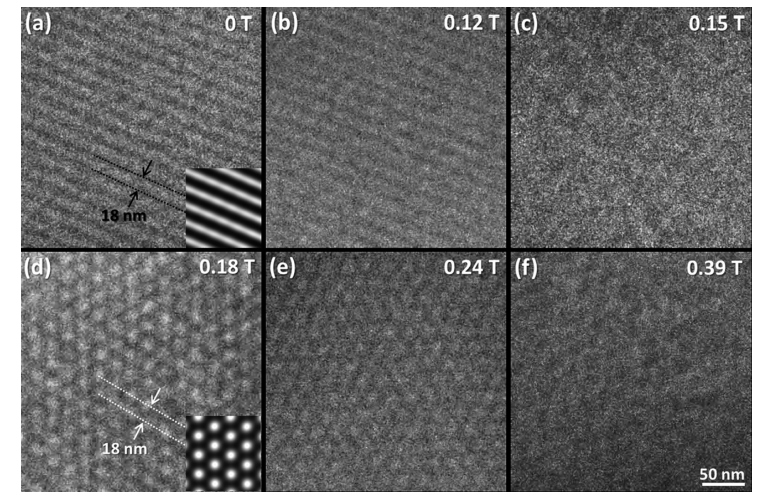 (a) 0 T
(b) 0.12 T
(c) 0.15 T
18 nm
(d) 0.18 T
(e) 0.24 T
(f) 0.39 T
18 nm
50 nm